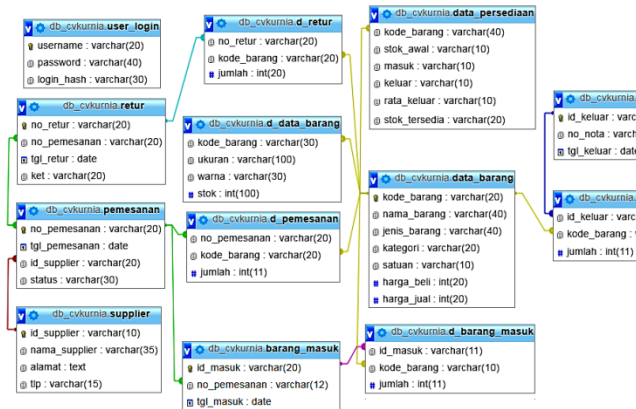 db_cvkurnia.user_login
username : varchar(20)
password : varchar(40)
login_hash : varchar(30)
db_cvkurnia.d_retur
no_retur : varchar(20)
kode_barang : varchar(20)
jumlah : int(20)
db_cvkurnia.data_persediaan
kode_barang : varchar(40)
stok_awal : varchar(10)
masuk : varchar(10)
keluar : varchar(10)
rata_keluar : varchar(10)
stok_tersedia : varchar(20)
db_cvkurnia.retur
no_retur : varchar(20)
no_pemesanan : varchar(20)
tgl_retur : date
ket : varchar(20)
db_cvkurnia.d_data_barang
kode_barang : varchar(30)
ukuran : varchar(100)
warna : varchar(30)
stok : int(100)
db_cvkurnia.
id_keluar : varchar
no_nota : varchar(
tgl_keluar : date
db_cvkurnia.data_barang
kode_barang : varchar(20)
nama_barang : varchar(40)
jenis_barang : varchar(40)
kategori : varchar(20)
satuan : varchar(10)
harga_beli : int(20)
harga_jual : int(20)
db_cvkurnia.
id_keluar : varchar
kode_barang :
jumlah : int(11)
db_cvkurnia.pemesanan
no_pemesanan : varchar(20)
tgl_pemesanan : date
id_supplier : varchar(20)
status : varchar(30)
db_cvkurnia.d_pemesanan
no_pemesanan : varchar(20)
kode_barang : varchar(20)
jumlah : int(11)
db_cvkurnia.supplier
id_supplier : varchar(10)
nama_supplier : varchar(35)
alamat : text
tlp : varchar(15)
db_cvkurnia.barang_masuk
id_masuk : varchar(20)
no_pemesanan : varchar(12)
tgl_masuk : date
db_cvkurnia.d_barang_masuk
id_masuk : varchar(11)
kode_barang : varchar(10)
jumlah : int(11)